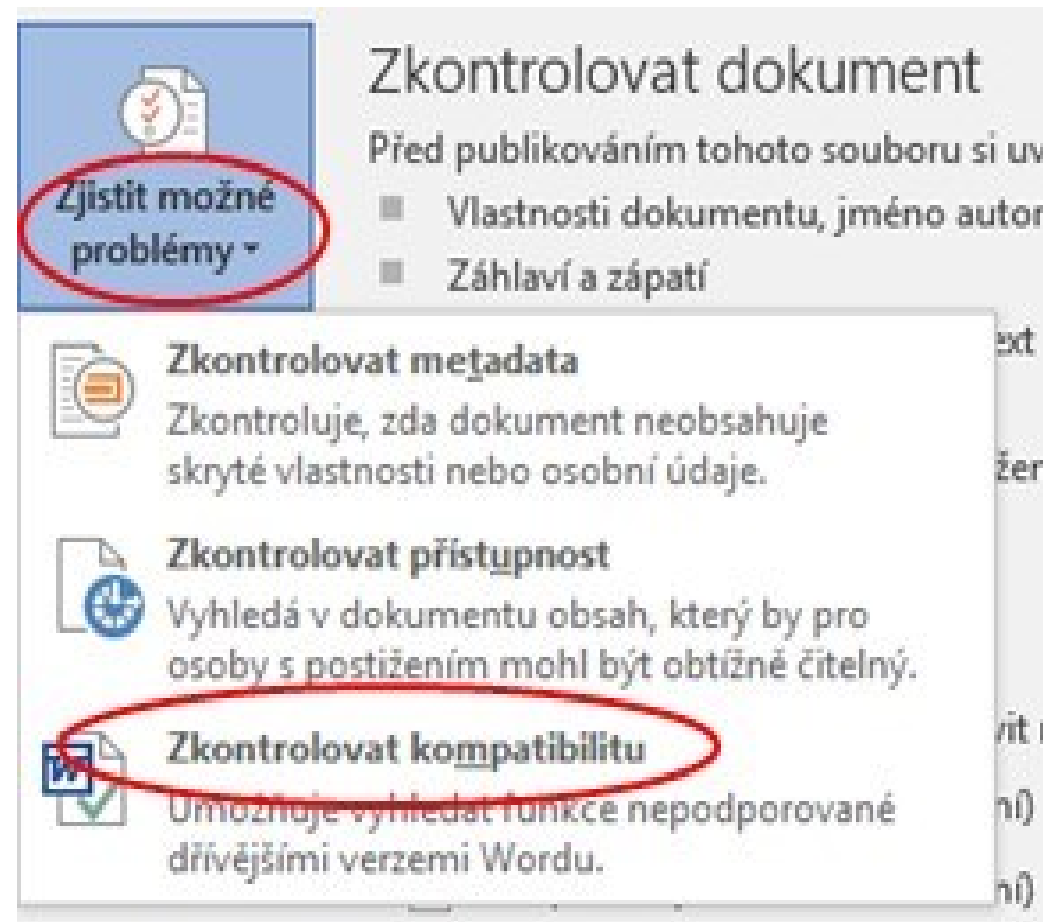 Zkontrolovat dokument
Před publikováním tohoto souboru si
Zjistit možné
problémy
Vlastnosti dokumentu, jméno
Záhlaví a zápatí
Zkontrolovat metadata
Zkontroluje, zda dokument neobsahuje
skryté vlastnosti nebo osobní údaje.
Zkontrolovat přístupnost
Vyhledá v dokumentu obsah, který by pro
osoby s postižením mohl být obtížně čitelný.
Zkontrolovat kompatibilitu
Umožňuje vyhledat funkce nepodporované
dřívějšími verzemi Wordu.